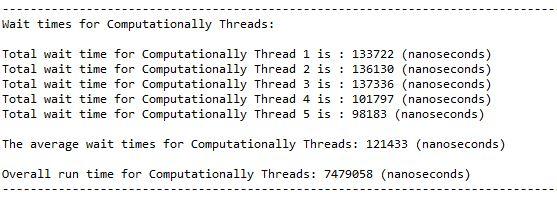 --------------------------------------------------------------------------------
Wait times for Computationally Threads:
Total wait time for Computationally Thread 1 is : 133722 (nanoseconds)
Total wait time for Computationally Thread 2 is : 136130 (nanoseconds)
Total wait time for Computationally Thread 3 is : 137336 (nanoseconds)
Total wait time for Computationally Thread 4 is : 101797 (nanoseconds)
Total wait time for Computationally Thread 5 is : 98183 (nanoseconds)
The average wait times for Computationally Threads: 121433 (nanoseconds)
Overall run time for Computationally Threads: 7479058 (nanoseconds)
--------------------------------------------------------------------------------